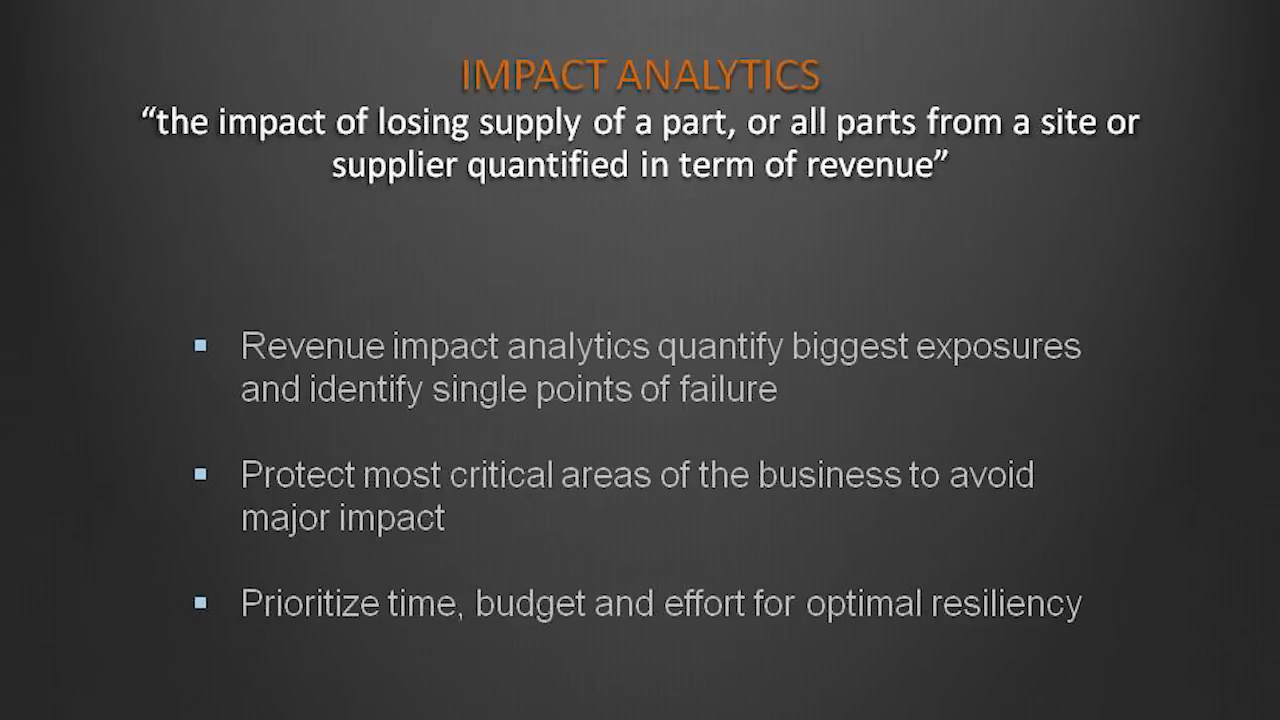 IMPACT ANALYTICS
“the impact of losing supply of a part, or all parts from a site or
supplier quantified in term of revenue”
▪ Revenue impact analytics quantify biggest exposures
and identify single points of failure
▪ Protect most critical areas of the business to avoid
major impact
▪ Prioritize time, budget and effort for optimal resiliency